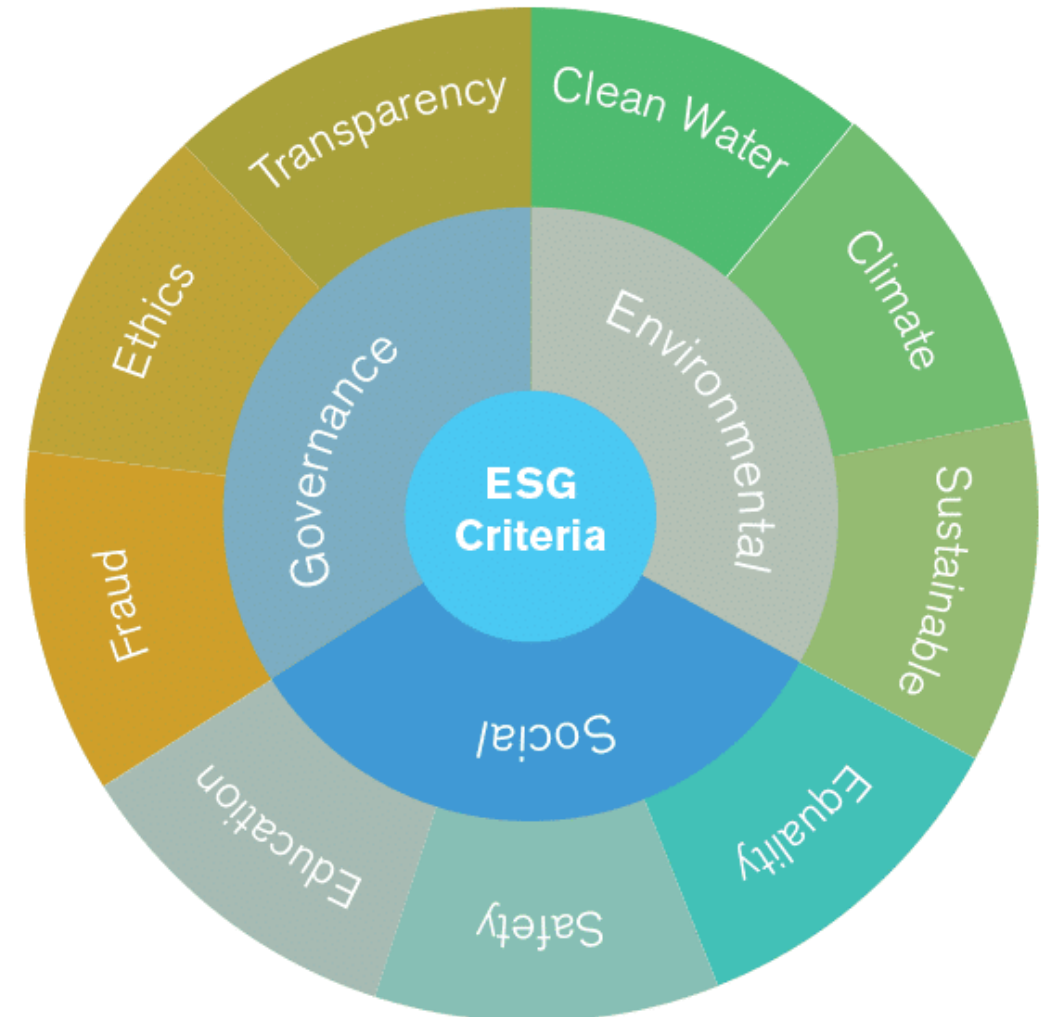 ESG
Criteria
Environmental
Social
Governance
Clean Water
Climate
Sustainable
Equality
Safety
Education
Fraud
Ethics
Transparency